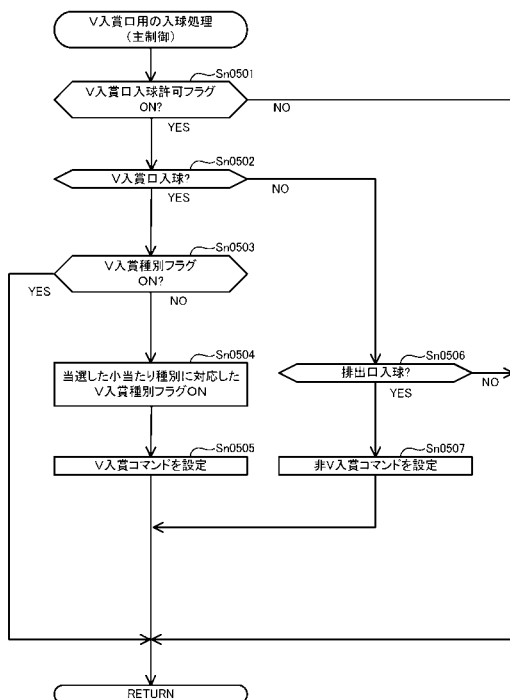 V入賞口用の入球処理
(主制御)
Sn0501
V入賞口入球許可フラグ
ON?
NO
YES
Sn0502
V入賞口入球?
NO
YES
Sn0503
V入賞種別フラグ
ON?
YES
NO
Sn0504
当選した小当たり種別に対応した
V入賞種別フラグON
Sn0506
排出口入球?
NO
YES
Sn0505
V入賞コマンドを設定
Sn0507
非V入賞コマンドを設定
RETURN